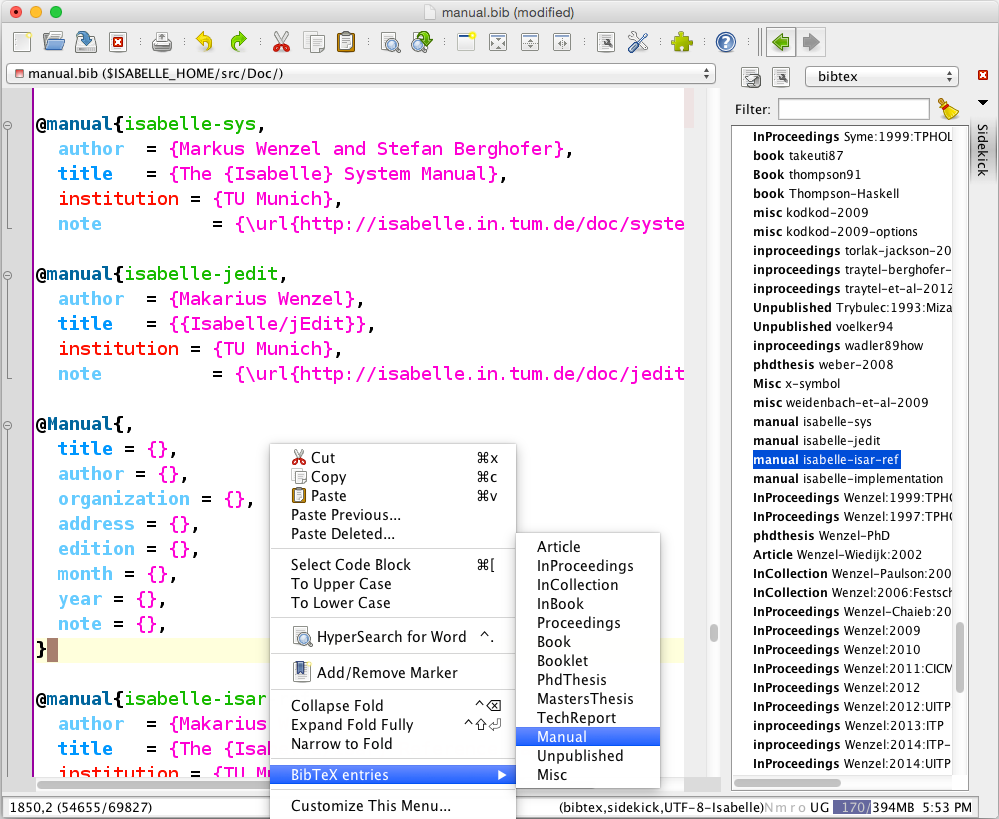 manual.bib (modified)
manual.bib ($ISABELLE_HOME/src/Doc/)
@manual{isabelle-sys,
author = {Markus Wenzel and Stefan Berghofer},
title = {The {Isabelle} System Manual},
institution = {TU Munich},
note = {\url{http://isabelle.in.tum.de/doc/syste
@manual{isabelle-jedit,
author = {Makarius Wenzel},
title = {{Isabelle/jEdit}},
institution = {TU Munich},
note = {\url{http://isabelle.in.tum.de/doc/jedit
@Manual{,
title = {},
author = {},
organization = {},
address = {},
edition = {},
month = {},
year = {},
note = {},
}
@manual{isabelle-isar
author = {Makarius
title = {The {Isa
institution = {TU M
Cut ⌘x
Copy ⌘c
Paste ⌘v
Paste Previous...
Paste Deleted...
Select Code Block ⌘[
To Upper Case
To Lower Case
HyperSearch for Word ^.
Add/Remove Marker
Collapse Fold ^⌫
Expand Fold Fully ^⇧⏎
Narrow to Fold
BibTeX entries
Customize This Menu...
Article
InProceedings
InCollection
InBook
Proceedings
Book
Booklet
PhdThesis
MastersThesis
TechReport
Manual
Unpublished
Misc
bibtex
Filter:
Sidekick
InProceedings Syme:1999:TPHOL
book takeuti87
Book thompson91
book Thompson-Haskell
misc kodkod-2009
misc kodkod-2009-options
inproceedings torlak-jackson-20
inproceedings traytel-berghofer-
inproceedings traytel-et-al-2012
Unpublished Trybulec:1993:Miza
Unpublished voelker94
inproceedings wadler89how
phdthesis weber-2008
Misc x-symbol
misc weidenbach-et-al-2009
manual isabelle-sys
manual isabelle-jedit
manual isabelle-isar-ref
manual isabelle-implementation
InProceedings Wenzel:1999:TPHO
InProceedings Wenzel:1997:TPHO
phdthesis Wenzel-PhD
Article Wenzel-Wiedijk:2002
InCollection Wenzel-Paulson:200
InCollection Wenzel:2006:Festsch
InProceedings Wenzel-Chaieb:20
InProceedings Wenzel:2009
InProceedings Wenzel:2010
InProceedings Wenzel:2011:CICM
InProceedings Wenzel:2012
InProceedings Wenzel:2012:UITP
inproceedings Wenzel:2013:ITP
inproceedings Wenzel:2014:ITP-
InProceedings Wenzel:2014:UITP
1850,2 (54655/69827)
(bibtex,sidekick,UTF-8-Isabelle)N m r o UG 170/394MB 5:53 PM